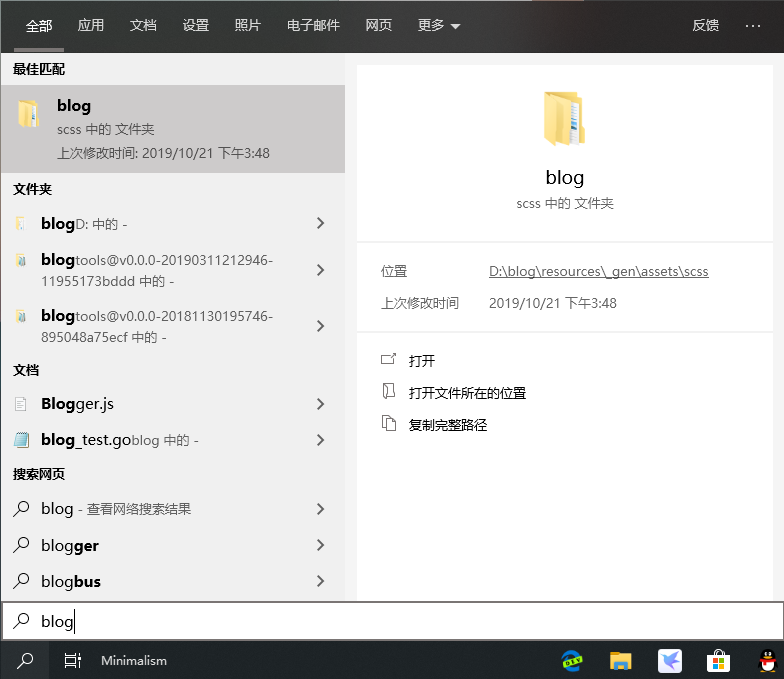 全部 应用 文档 设置 照片 电子邮件 网页 更多 反馈 ...
最佳匹配
blog
scss 中的 文件夹
上次修改时间: 2019/10/21 下午3:48
文件夹
blogD: 中的 -
blogtools@v0.0.0-20190311212946-
11955173bddd 中的 -
blogtools@v0.0.0-20181130195746-
895048a75ecf 中的 -
文档
Blogger.js
blog_test.goblog 中的 -
搜索网页
blog - 查看网络搜索结果
blogger
blogbus
blog
scss 中的 文件夹
位置 D:\blog\resources\_gen\assets\scss
上次修改时间 2019/10/21 下午3:48
打开
打开文件所在的位置
复制完整路径
blog
Minimalism
DEV